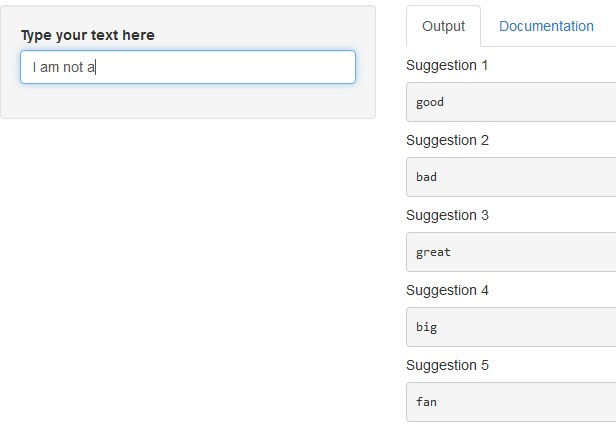 Type your text here
I am not a
Output Documentation
Suggestion 1
good
Suggestion 2
bad
Suggestion 3
great
Suggestion 4
big
Suggestion 5
fan